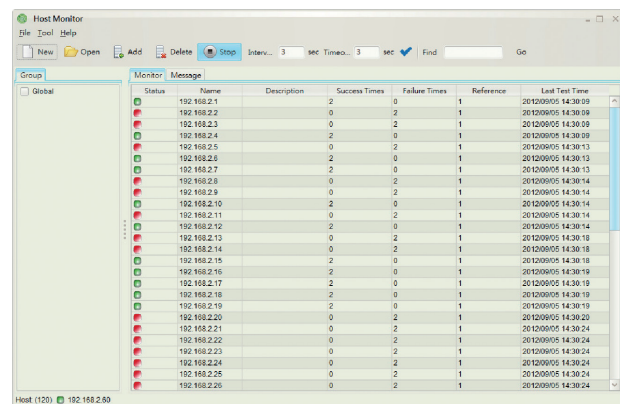 Host Monitor
File Tool Help
New Open Add Delete Stop Interv... 3 sec Timeo... 3 sec Find Go
Group
Monitor Message
Global
Status Name Description Success Times Failure Times Reference Last Test Time
192.168.2.1 2 0 1 2012/09/05 14:30:09
192.168.2.2 0 2 1 2012/09/05 14:30:09
192.168.2.3 0 2 1 2012/09/05 14:30:09
192.168.2.4 2 0 1 2012/09/05 14:30:09
192.168.2.5 0 2 1 2012/09/05 14:30:13
192.168.2.6 2 0 1 2012/09/05 14:30:13
192.168.2.7 2 0 1 2012/09/05 14:30:13
192.168.2.8 0 2 1 2012/09/05 14:30:14
192.168.2.9 0 2 1 2012/09/05 14:30:14
192.168.2.10 2 0 1 2012/09/05 14:30:14
192.168.2.11 0 2 1 2012/09/05 14:30:14
192.168.2.12 2 0 1 2012/09/05 14:30:14
192.168.2.13 0 2 1 2012/09/05 14:30:18
192.168.2.14 0 2 1 2012/09/05 14:30:18
192.168.2.15 2 0 1 2012/09/05 14:30:18
192.168.2.16 2 0 1 2012/09/05 14:30:19
192.168.2.17 2 0 1 2012/09/05 14:30:19
192.168.2.18 2 0 1 2012/09/05 14:30:19
192.168.2.19 2 0 1 2012/09/05 14:30:19
192.168.2.20 0 2 1 2012/09/05 14:30:20
192.168.2.21 0 2 1 2012/09/05 14:30:24
192.168.2.22 0 2 1 2012/09/05 14:30:24
192.168.2.23 0 2 1 2012/09/05 14:30:24
192.168.2.24 0 2 1 2012/09/05 14:30:24
192.168.2.25 0 2 1 2012/09/05 14:30:24
192.168.2.26 0 2 1 2012/09/05 14:30:24
Host (120) 192.168.2.60